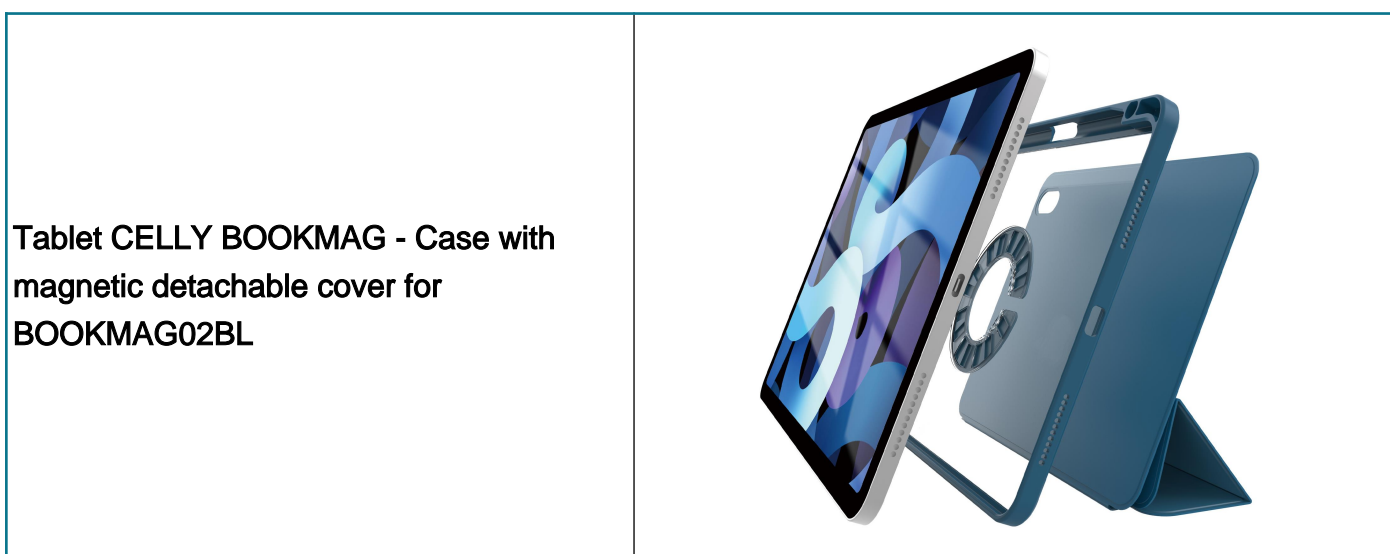 Tablet CELLY BOOKMAG - Case with
magnetic detachable cover for
BOOKMAG02BL